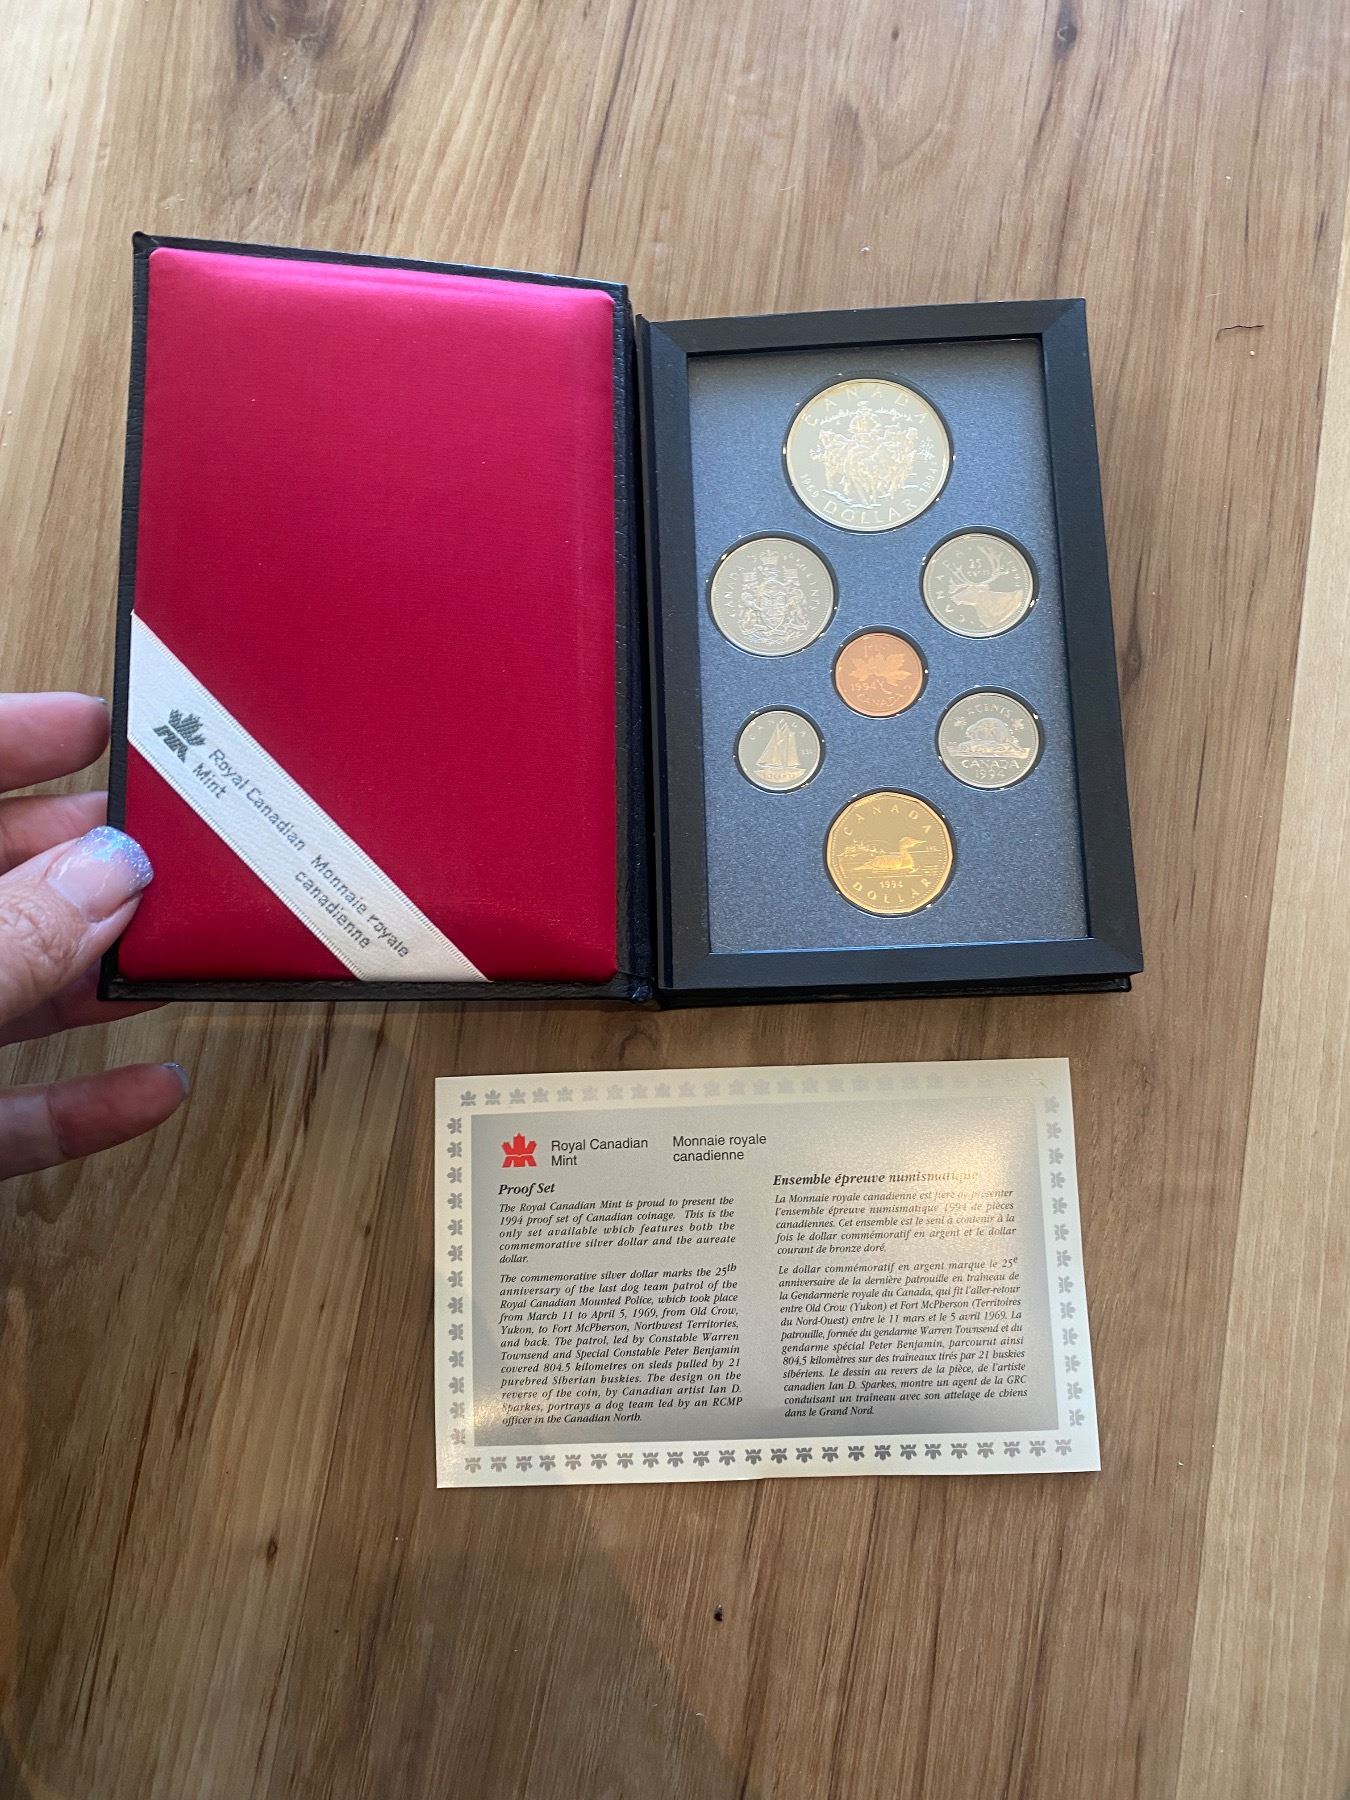 Royal Canadian
Mint
Monnaie royale
canadienne
CANADA
1969
1994
DOLLAR
CANADA
50 CENTS
CANADA
25
CENTS
1994
1994
CANADA
CANADA
5 CENTS
CANADA
1994
CANADA
1994
DOLLAR
Royal Canadian
Mint
Monnaie royale
canadienne
Proof Set
The Royal Canadian Mint is proud to present the
1994 proof set of Canadian coinage. This is the
only set available which features both the
commemorative silver dollar and the aureate
dollar.
The commemorative silver dollar marks the 25th
anniversary of the last dog team patrol of the
Royal Canadian Mounted Police, which took place
from March 11 to April 5, 1969, from Old Crow,
Yukon, to Fort McPherson, Northwest Territories,
and back. The patrol, led by Constable Warren
Townsend and Special Constable Peter Benjamin
covered 804.5 kilometres on sleds pulled by 21
purebred Siberian huskies. The design on the
reverse of the coin, by Canadian artist Ian D.
Sparkes, portrays a dog team led by an RCMP
officer in the Canadian North.
Ensemble épreuve numismatique
La Monnaie royale canadienne est fière de présenter
l'ensemble épreuve numismatique 1994 de pièces
canadiennes. Cet ensemble est le seul à contenir à la
fois le dollar commémoratif en argent et le dollar
courant de bronze doré.
Le dollar commémoratif en argent marque le 25e
anniversaire de la dernière patrouille en traîneau de
la Gendarmerie royale du Canada, qui fit l'aller-retour
entre Old Crow (Yukon) et Fort McPherson (Territoires
du Nord-Ouest) entre le 11 mars et le 5 avril 1969. La
patrouille, formée du gendarme Warren Townsend et du
gendarme spécial Peter Benjamin, parcourut ainsi
804,5 kilomètres sur des traîneaux tirés par 21 huskies
sibériens. Le dessin au revers de la pièce, de l'artiste
canadien Ian D. Sparkes, montre un agent de la GRC
conduisant un traîneau avec son attelage de chiens
dans le Grand Nord.